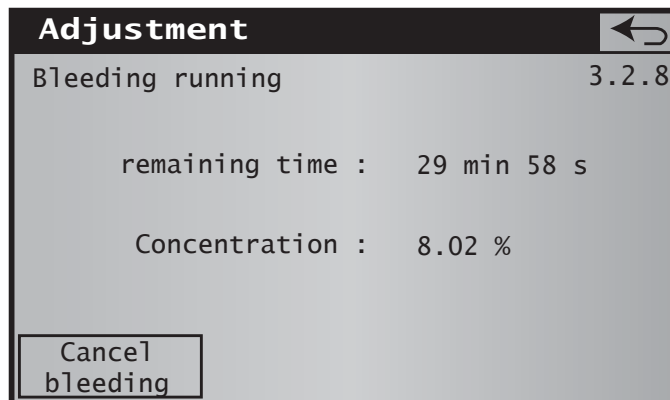 Adjustment
Bleeding running 3.2.8
remaining time : 29 min 58 s
Concentration : 8.02 %
Cancel
bleeding